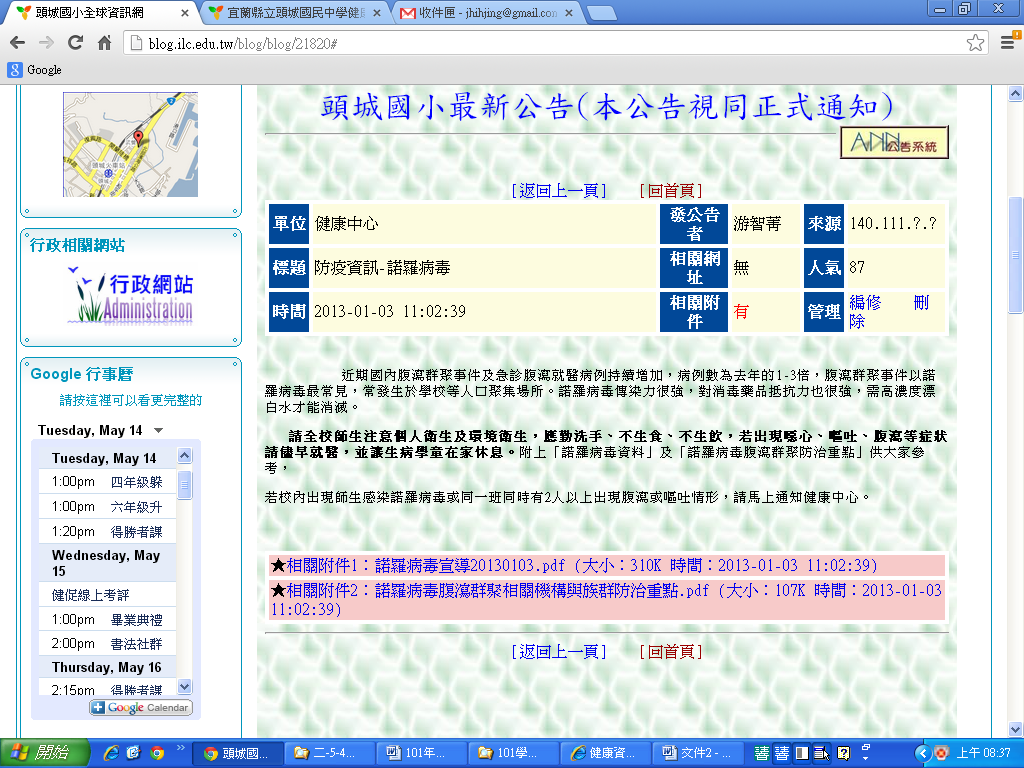 頭城國小全球資訊網
宜蘭縣立頭城國民中學健
收件匣 - jhihjing@gmail.con
blog.ilc.edu.tw/blog/blog/21820#
Google
頭城國小最新公告(本公告視同正式通知)
ANN公告系統
[返回上一頁] [回首頁]
單位 健康中心 發公告者 游智菁 來源 140.111.?.?
標題 防疫資訊-諾羅病毒 相關網址 無 人氣 87
時間 2013-01-03 11:02:39 相關附件 有 管理 編修 刪除
近期國內腹瀉群聚事件及急診腹瀉就醫病例持續增加，病例數為去年的1-3倍，腹瀉群聚事件以諾
羅病毒最常見，常發生於學校等人口聚集場所。諾羅病毒傳染力很強，對消毒藥品抵抗力也很強，需高濃度漂
白水才能消滅。
請全校師生注意個人衛生及環境衛生，應勤洗手、不生食、不生飲，若出現噁心、嘔吐、腹瀉等症狀
請儘早就醫，並讓生病學童在家休息。附上「諾羅病毒資料」及「諾羅病毒腹瀉群聚防治重點」供大家參
考，
若校內出現師生感染諾羅病毒或同一班同時有2人以上出現腹瀉或嘔吐情形，請馬上通知健康中心。
★相關附件1：諾羅病毒宣導20130103.pdf (大小：310K 時間：2013-01-03 11:02:39)
★相關附件2：諾羅病毒腹瀉群聚相關機構與族群防治重點.pdf (大小：107K 時間：2013-01-03
11:02:39)
[返回上一頁] [回首頁]
頭城火車站
頭城
行政相關網站
行政網站
Administration
Google 行事曆
請按這裡可以看更完整的
Tuesday, May 14
Tuesday, May 14
1:00pm 四年級躲
1:00pm 六年級升
1:20pm 得勝者課
Wednesday, May
15
健促線上考評
1:00pm 畢業典禮
2:00pm 書法社群
Thursday, May 16
2:15pm 得勝者課
Google Calendar
開始
頭城國...
二-5-4...
101年...
101學...
健康資...
文件2 - ...
上午 08:37